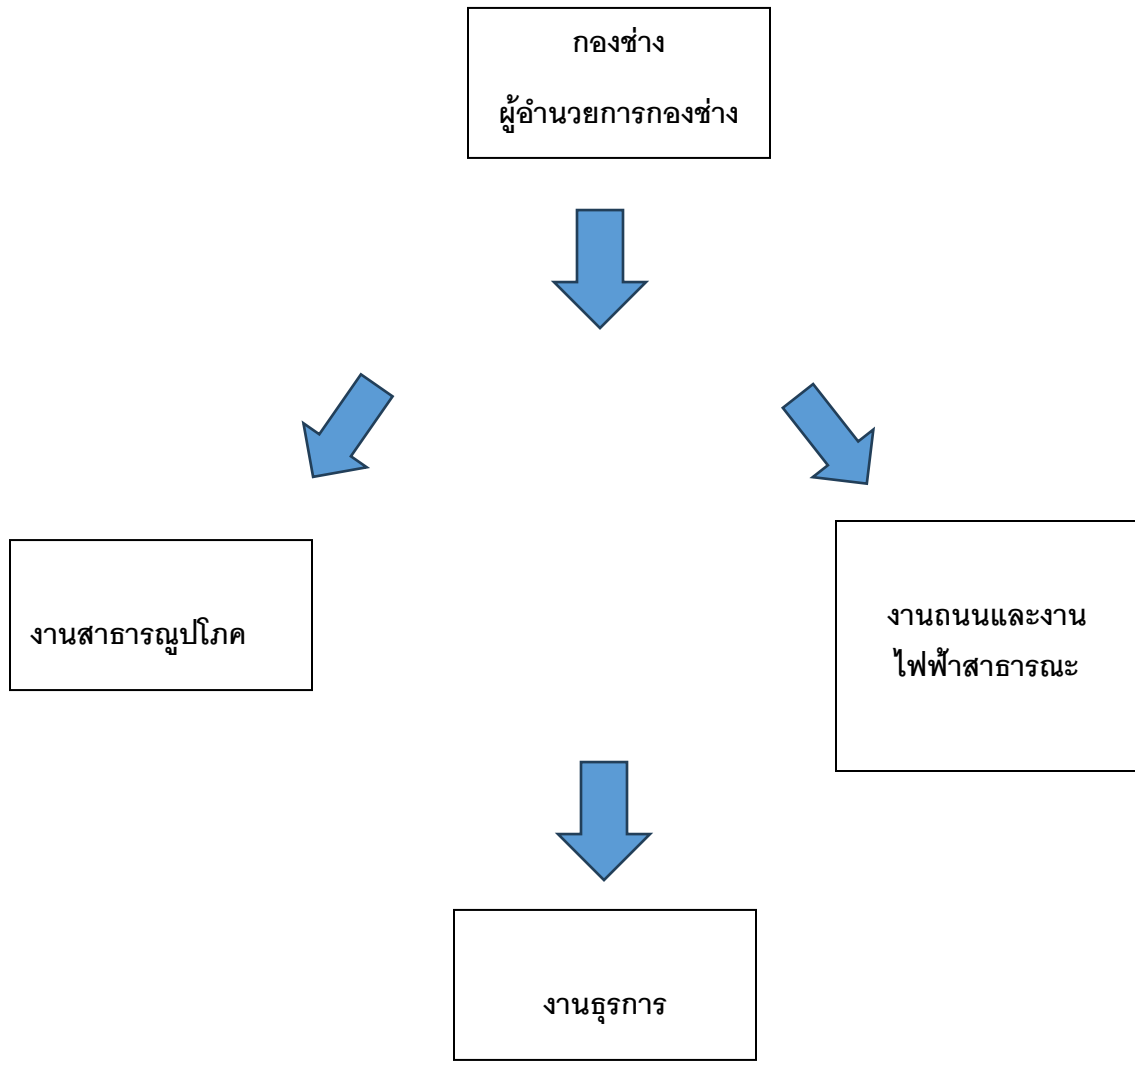 กองช่าง
ผู้อำนวยการกองช่าง
งานสาธารณูปโภค
งานถนนและงาน
ไฟฟ้าสาธารณะ
งานธุรการ